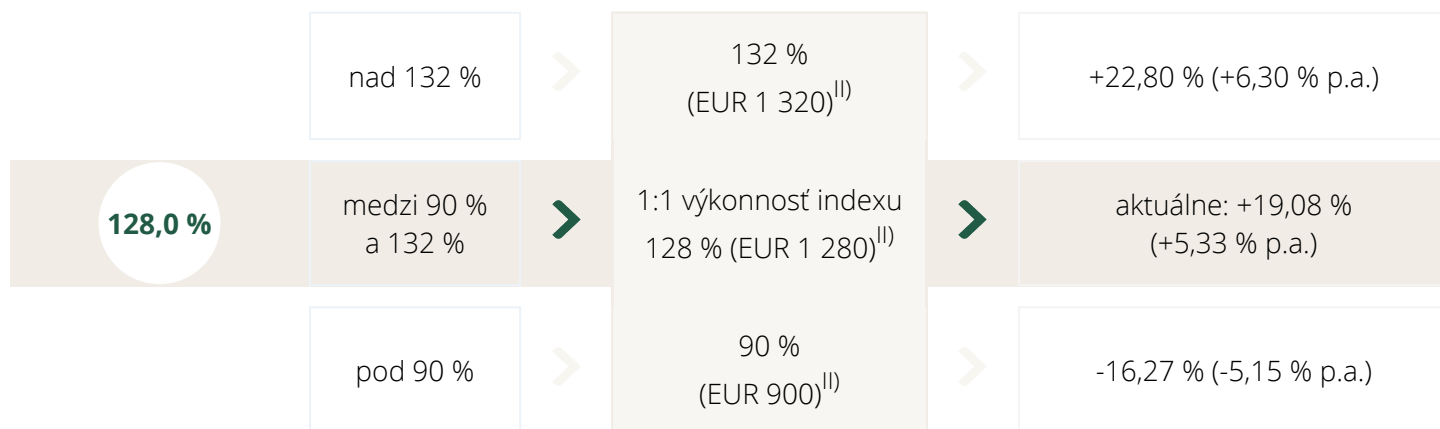 nad 132 %
132 %
(EUR 1 320)II)
+22,80 % (+6,30 % p.a.)
128,0 %
medzi 90 %
a 132 %
1:1 výkonnosť indexu
128 % (EUR 1 280)II)
aktuálne: +19,08 %
(+5,33 % p.a.)
pod 90 %
90 %
(EUR 900)II)
-16,27 % (-5,15 % p.a.)